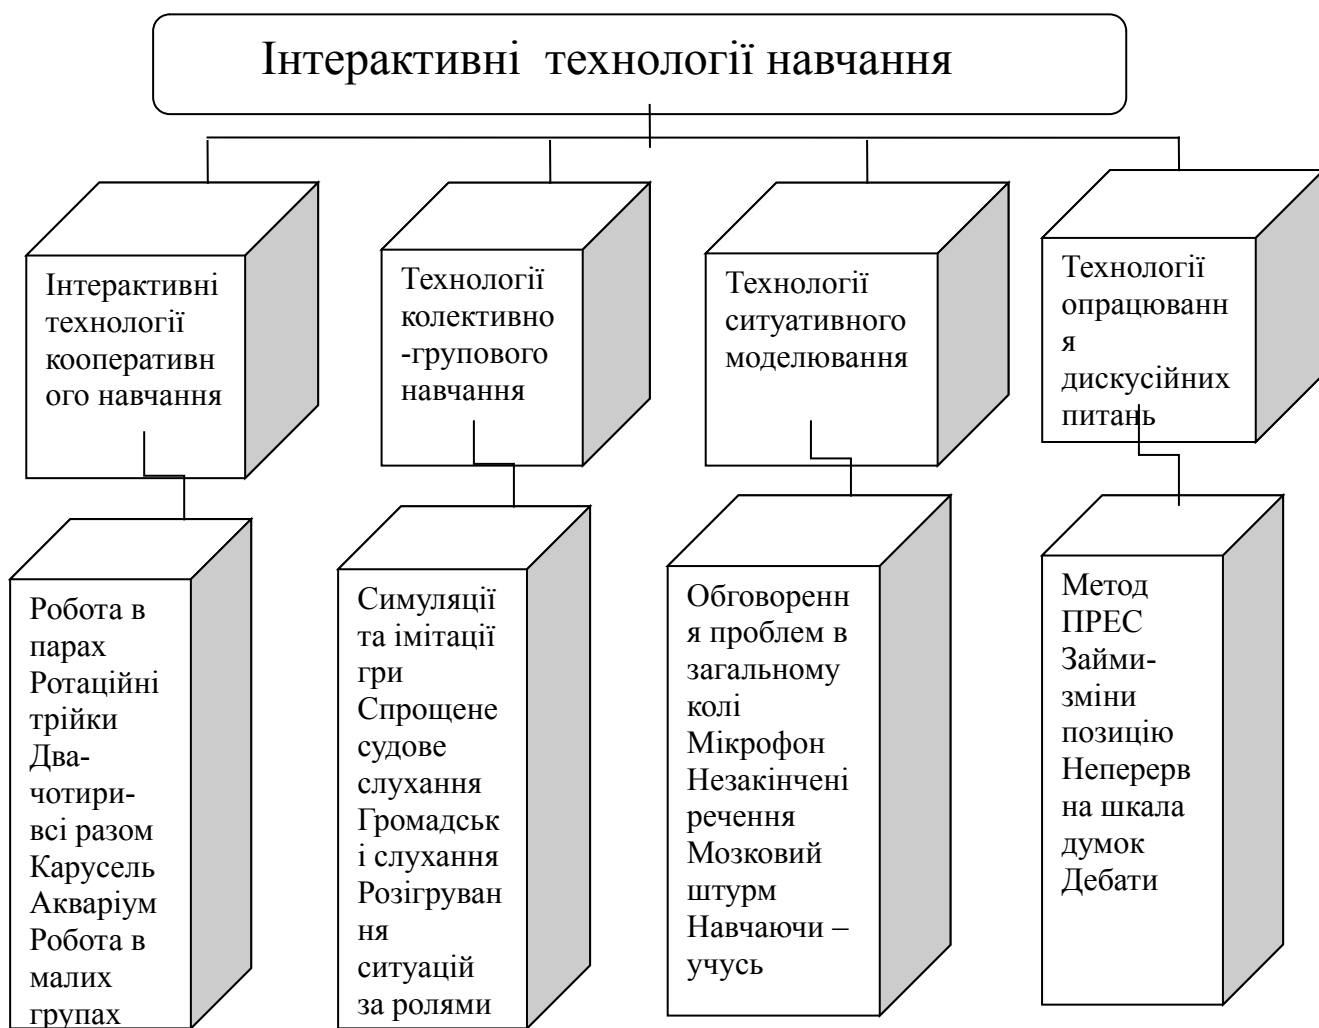 Інтерактивні технології навчання
Інтерактивні
технології
кооперативн
ого навчання
Технології
колективно
-групового
навчання
Технології
ситуативного
моделювання
Технології
опрацюванн
я
дискусійних
питань
Робота в
парах
Ротаційні
трійки
Два-
чотири-
всі разом
Карусель
Акваріум
Робота в
малих
групах
Симуляції
та імітації
гри
Спрощене
судове
слухання
Громадськ
і слухання
Розігруван
ня
ситуацій
за ролями
Обговоренн
я проблем в
загальному
колі
Мікрофон
Незакінчені
речення
Мозковий
штурм
Навчаючи –
учусь
Метод
ПРЕС
Займи-
зміни
позицію
Неперерв
на шкала
думок
Дебати